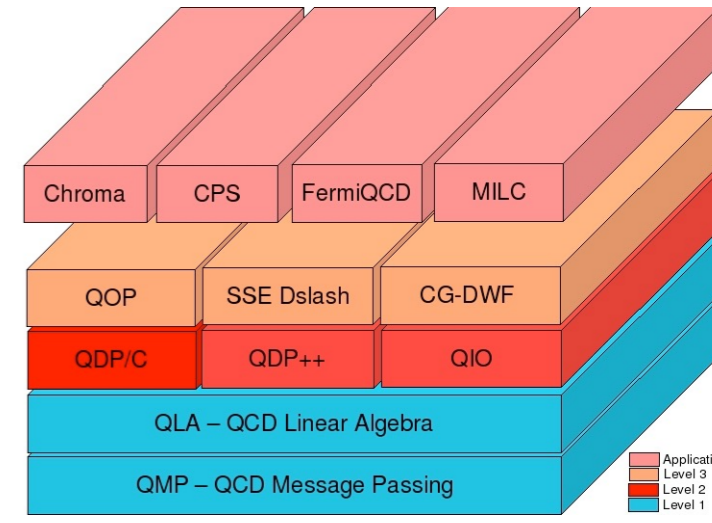 Chroma
CPS
FermiQCD
MILC
QOP
SSE Dslash
CG-DWF
QDP/C
QDP++
QIO
QLA – QCD Linear Algebra
QMP – QCD Message Passing
Applicati
Level 3
Level 2
Level 1